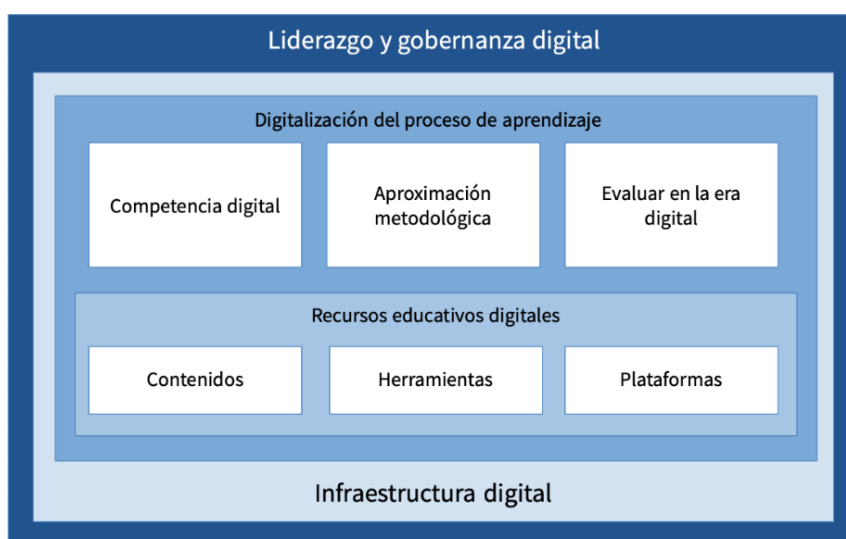 Liderazgo y gobernanza digital
Digitalización del proceso de aprendizaje
Competencia digital
Aproximación
metodológica
Evaluar en la era
digital
Recursos educativos digitales
Contenidos
Herramientas
Plataformas
Infraestructura digital